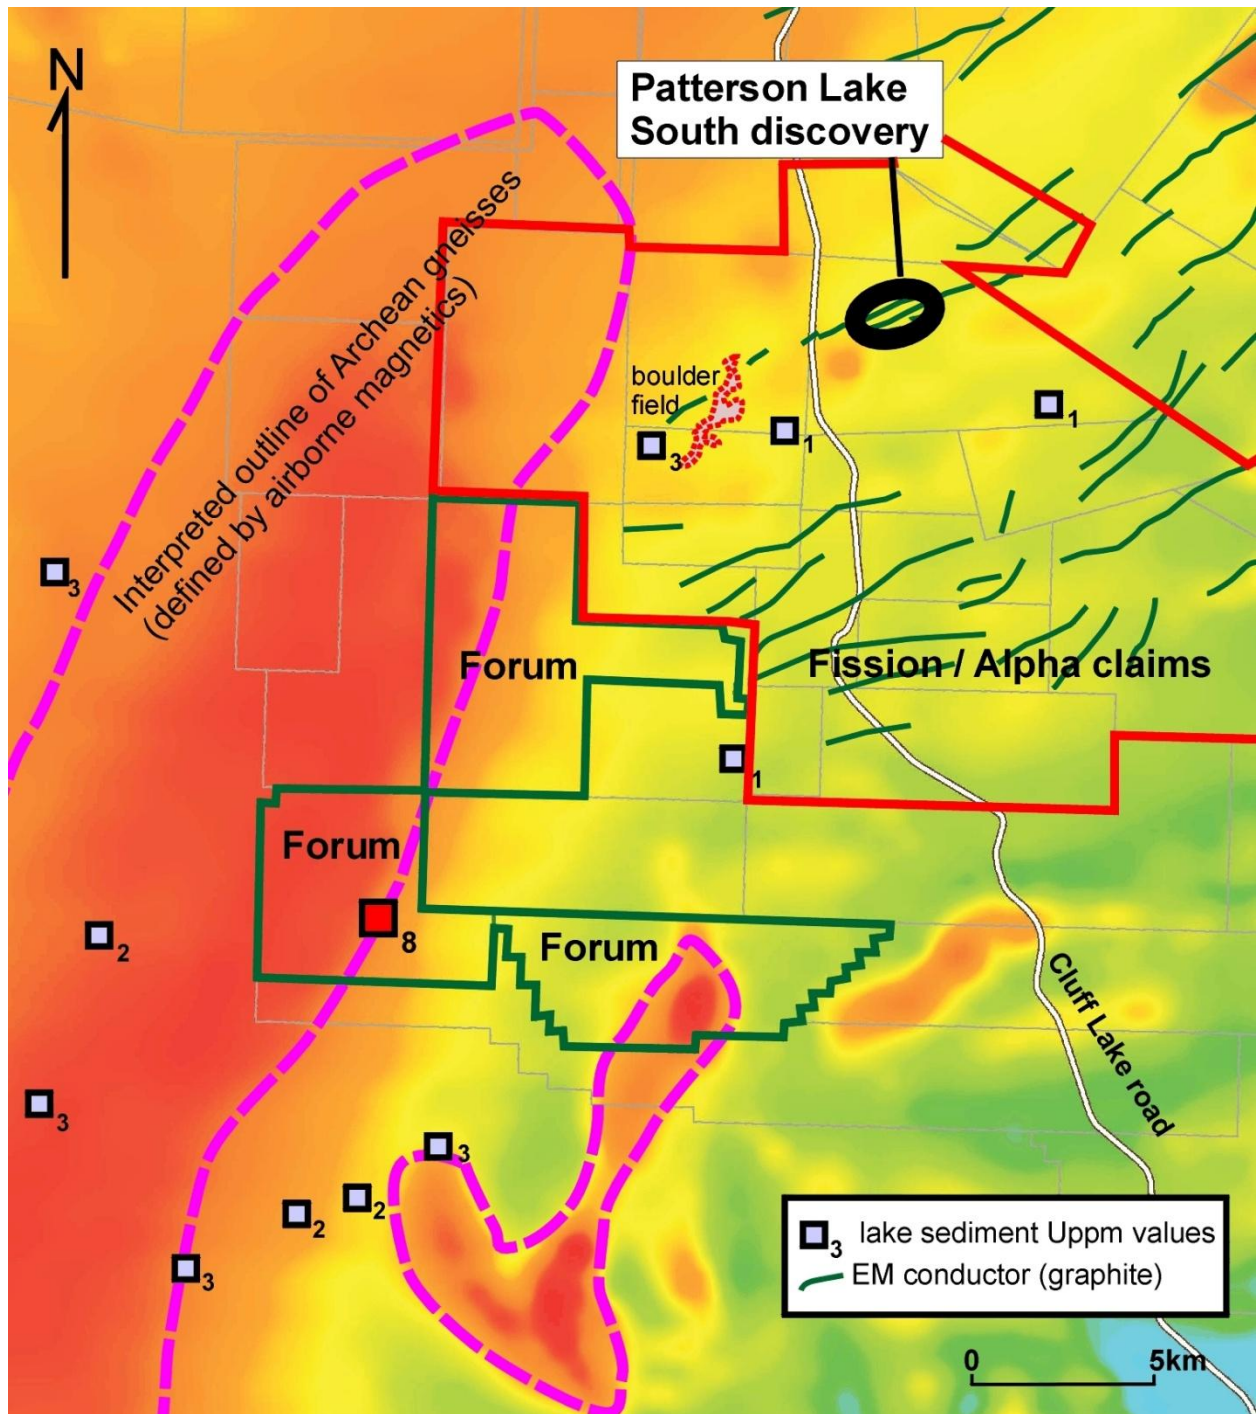 N
Patterson Lake
South discovery
Interpreted outline of Archean gneisses
(defined by airborne magnetics)
boulder
field
3
1
1
3
Forum
Fission / Alpha claims
1
Forum
8
2
Forum
Cluff Lake road
3
3
2
2
3
3 lake sediment Uppm values
EM conductor (graphite)
0 5km